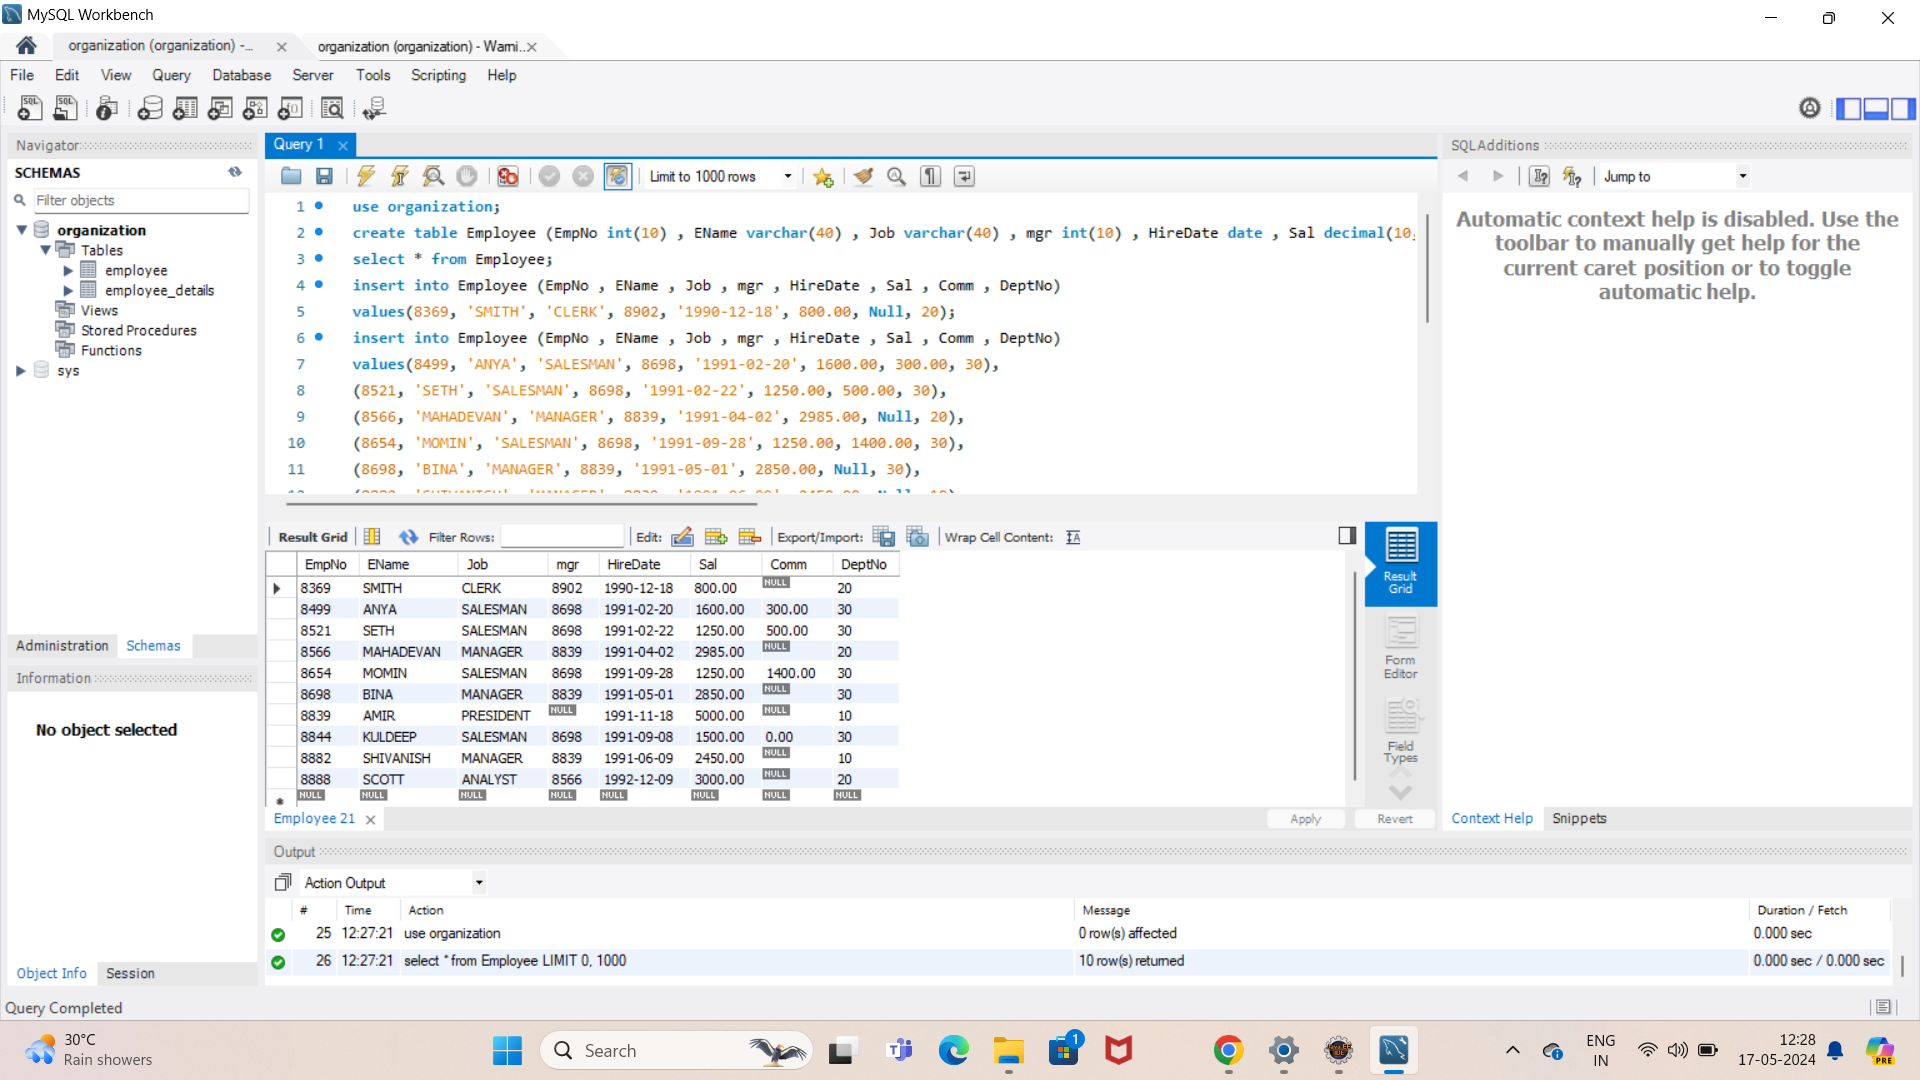 MySQL Workbench
organization (organization) -...
organization (organization) - Warni...
File Edit View Query Database Server Tools Scripting Help
Navigator
SCHEMAS
Filter objects
organization
Tables
employee
employee_details
Views
Stored Procedures
Functions
sys
Administration Schemas
Information
No object selected
Object Info Session
Query 1
Limit to 1000 rows
1 use organization;
2 create table Employee (EmpNo int(10) , EName varchar(40) , Job varchar(40) , mgr int(10) , HireDate date , Sal decimal(10,
3 select * from Employee;
4 insert into Employee (EmpNo , EName , Job , mgr , HireDate , Sal , Comm , DeptNo)
5 values(8369, 'SMITH', 'CLERK', 8902, '1990-12-18', 800.00, Null, 20);
6 insert into Employee (EmpNo , EName , Job , mgr , HireDate , Sal , Comm , DeptNo)
7 values(8499, 'ANYA', 'SALESMAN', 8698, '1991-02-20', 1600.00, 300.00, 30),
8 (8521, 'SETH', 'SALESMAN', 8698, '1991-02-22', 1250.00, 500.00, 30),
9 (8566, 'MAHADEVAN', 'MANAGER', 8839, '1991-04-02', 2985.00, Null, 20),
10 (8654, 'MOMIN', 'SALESMAN', 8698, '1991-09-28', 1250.00, 1400.00, 30),
11 (8698, 'BINA', 'MANAGER', 8839, '1991-05-01', 2850.00, Null, 30),
Result Grid Filter Rows: Edit: Export/Import: Wrap Cell Content:
EmpNo EName Job mgr HireDate Sal Comm DeptNo
8369 SMITH CLERK 8902 1990-12-18 800.00 NULL 20
8499 ANYA SALESMAN 8698 1991-02-20 1600.00 300.00 30
8521 SETH SALESMAN 8698 1991-02-22 1250.00 500.00 30
8566 MAHADEVAN MANAGER 8839 1991-04-02 2985.00 NULL 20
8654 MOMIN SALESMAN 8698 1991-09-28 1250.00 1400.00 30
8698 BINA MANAGER 8839 1991-05-01 2850.00 NULL 30
8839 AMIR PRESIDENT NULL 1991-11-18 5000.00 NULL 10
8844 KULDEEP SALESMAN 8698 1991-09-08 1500.00 0.00 30
8882 SHIVANISH MANAGER 8839 1991-06-09 2450.00 NULL 10
8888 SCOTT ANALYST 8566 1992-12-09 3000.00 NULL 20
NULL NULL NULL NULL NULL NULL NULL NULL
Result
Grid
Form
Editor
Field
Types
Employee 21
Apply Revert
SQLAdditions
Jump to
Automatic context help is disabled. Use the
toolbar to manually get help for the
current caret position or to toggle
automatic help.
Context Help Snippets
Output
Action Output
# Time Action Message Duration / Fetch
25 12:27:21 use organization 0 row(s) affected 0.000 sec
26 12:27:21 select * from Employee LIMIT 0, 1000 10 row(s) returned 0.000 sec / 0.000 sec
Query Completed
30°C
Rain showers
Search
1
ENG
IN
12:28
17-05-2024
PRE